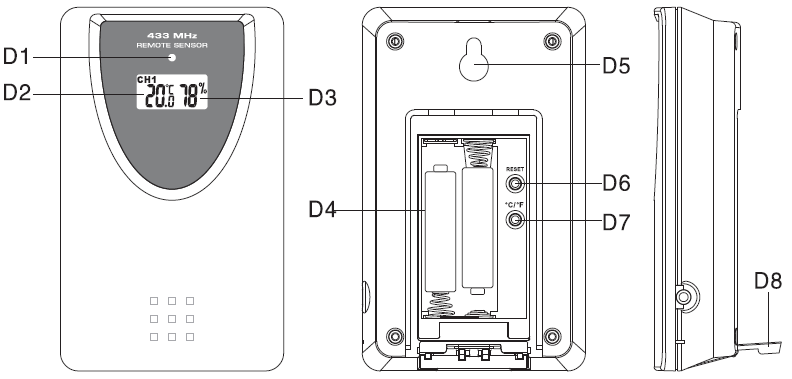 433 MHz
REMOTE SENSOR
D1
CH1
D2
20.0 °C 78 %
D3
D5
RESET
D6
°C/°F
D7
D4
D8